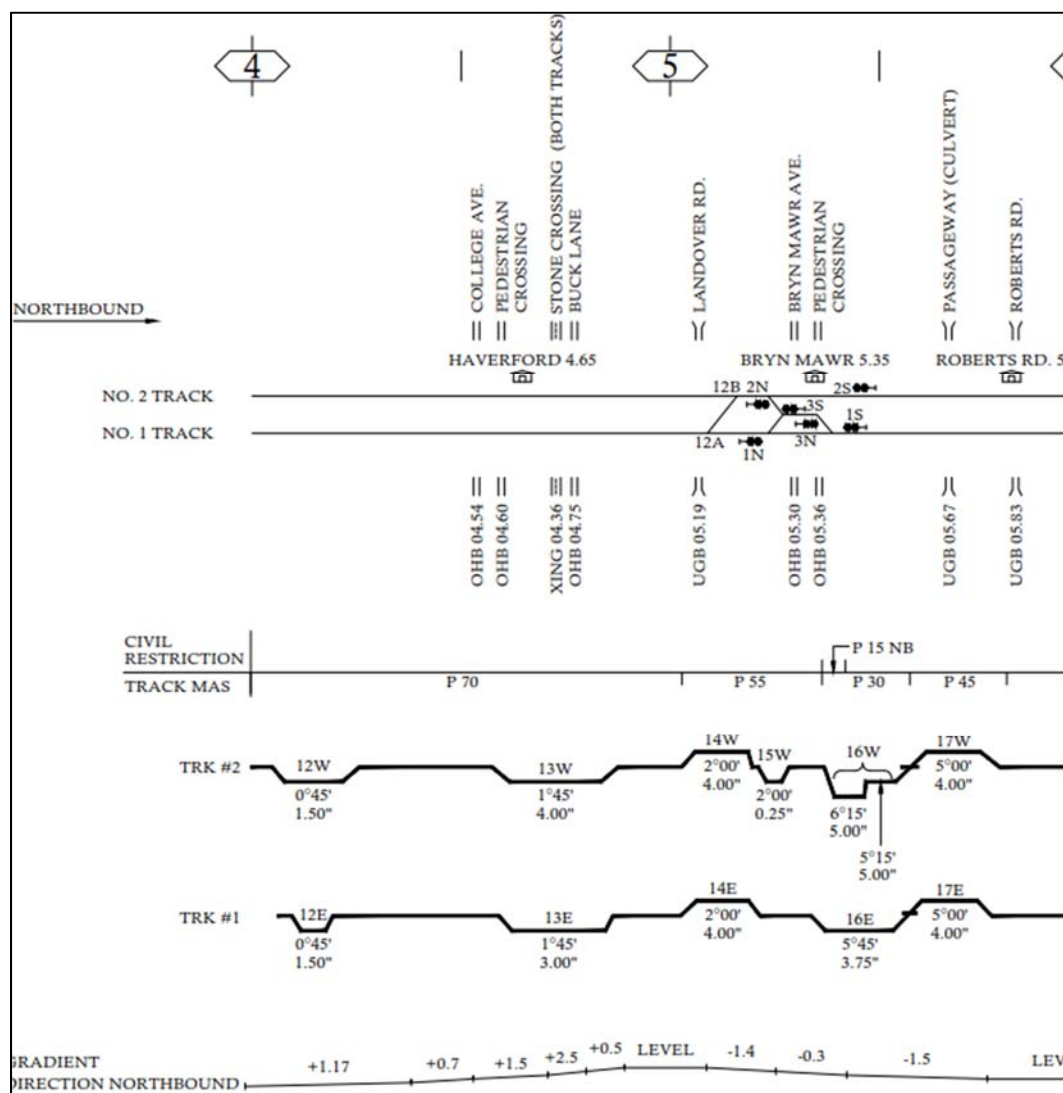 4
5
COLLEGE AVE.
PEDESTRIAN
CROSSING
STONE CROSSING (BOTH TRACKS)
BUCK LANE
LANDOVER RD.
BRYN MAWR AVE.
PEDESTRIAN
CROSSING
PASSAGEWAY (CULVERT)
ROBERTS RD.
NORTHBOUND
HAVERFORD 4.65
BRYN MAWR 5.35
ROBERTS RD. 5
NO. 2 TRACK
12B 2N
2S
3S
NO. 1 TRACK
12A
1N
3N
1S
OHB 04.54
OHB 04.60
XING 04.36
OHB 04.75
UGB 05.19
OHB 05.30
OHB 05.36
UGB 05.67
UGB 05.83
CIVIL
RESTRICTION
P 15 NB
TRACK MAS
P 70
P 55
P 30
P 45
TRK #2
12W
0°45'
1.50"
13W
1°45'
4.00"
14W
2°00'
4.00"
15W
2°00'
0.25"
16W
6°15'
5.00"
5°15'
5.00"
17W
5°00'
4.00"
TRK #1
12E
0°45'
1.50"
13E
1°45'
3.00"
14E
2°00'
4.00"
16E
5°45'
3.75"
17E
5°00'
4.00"
GRADIENT
DIRECTION NORTHBOUND
+1.17
+0.7
+1.5
+2.5
+0.5
LEVEL
-1.4
-0.3
-1.5
LEV